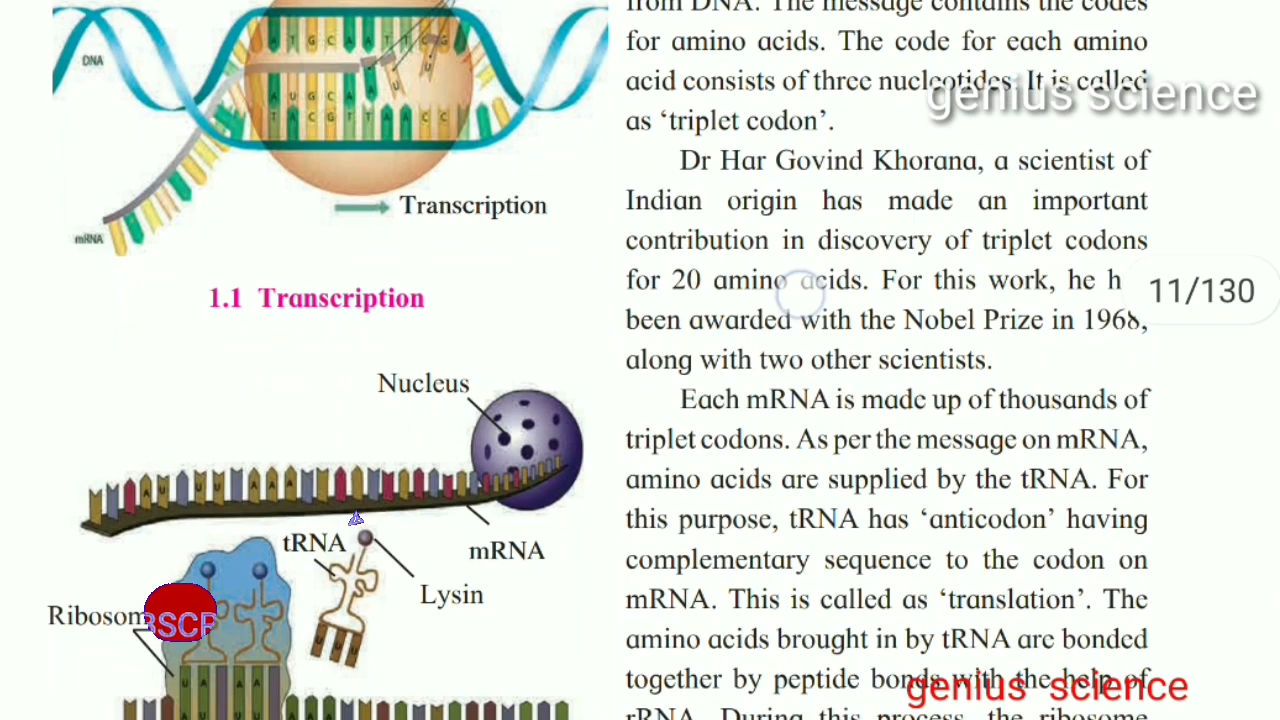 DNA
A T G C A A T T C G
U
A U G C A A U
T A C G T T A A C C
mRNA
Transcription
1.1 Transcription
Nucleus
A U U U A A A
tRNA
mRNA
Lysin
Ribosom
BSCR
U U U
U A A A
from DNA. The message contains the codes
for amino acids. The code for each amino
acid consists of three nucleotides. It is called
as ‘triplet codon’.
Dr Har Govind Khorana, a scientist of
Indian origin has made an important
contribution in discovery of triplet codons
for 20 amino acids. For this work, he h
been awarded with the Nobel Prize in 1968,
along with two other scientists.
Each mRNA is made up of thousands of
triplet codons. As per the message on mRNA,
amino acids are supplied by the tRNA. For
this purpose, tRNA has ‘anticodon’ having
complementary sequence to the codon on
mRNA. This is called as ‘translation’. The
amino acids brought in by tRNA are bonded
together by peptide bonds with the help of
rRNA. During this process, the ribosome
genius science
11/130
genius science